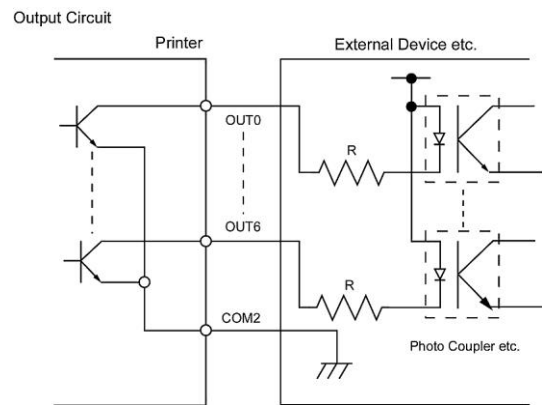 Output Circuit
Printer
External Device etc.
OUT0
R
OUT6
R
COM2
Photo Coupler etc.